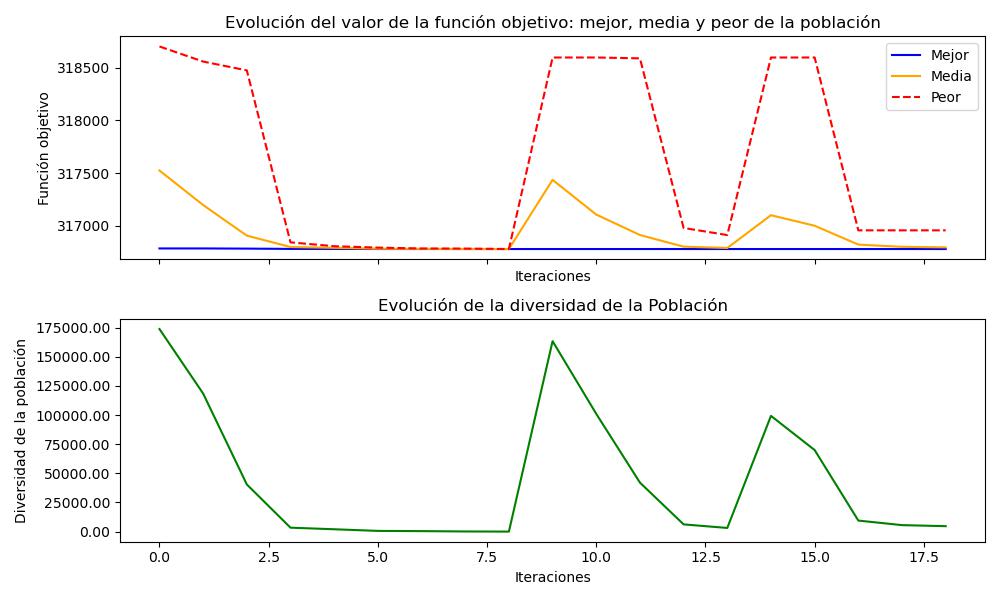 Evolución del valor de la función objetivo: mejor, media y peor de la población
Función objetivo
318500
318000
317500
317000
Mejor
Media
Peor
Iteraciones
Evolución de la diversidad de la Población
Diversidad de la población
175000.00
150000.00
125000.00
100000.00
75000.00
50000.00
25000.00
0.00
0.0 2.5 5.0 7.5 10.0 12.5 15.0 17.5
Iteraciones